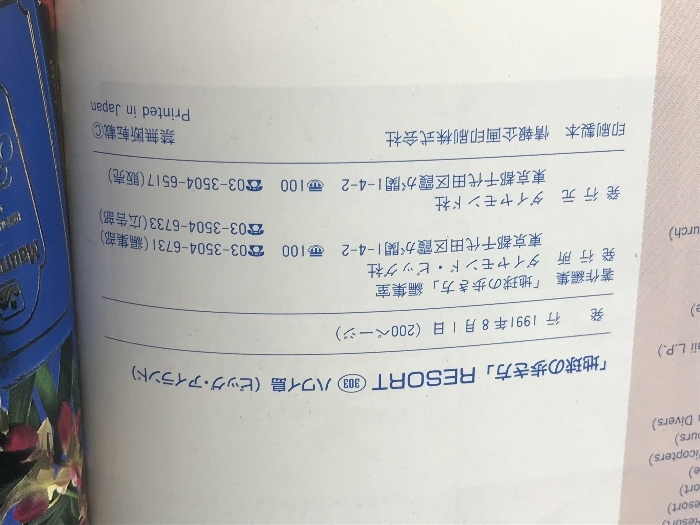 「地球の歩き方」RESORT 303 ハワイ島（ビッグ・アイランド）
発　行　1991年8月1日（200ページ）
著作編集　「地球の歩き方」編集室
発 行 所　ダイヤモンド・ビッグ社
東京都千代田区霞が関1-4-2　〠100　☎03-3504-6731（編集部）
☎03-3504-6733（広告部）
発 行 元　ダイヤモンド社
東京都千代田区霞が関1-4-2　〠100　☎03-3504-6517（販売）
印刷製本　情報企画印刷株式会社　禁無断転載©
Printed in Japan
Divers)
icopters)
ii L.P.)
urch)